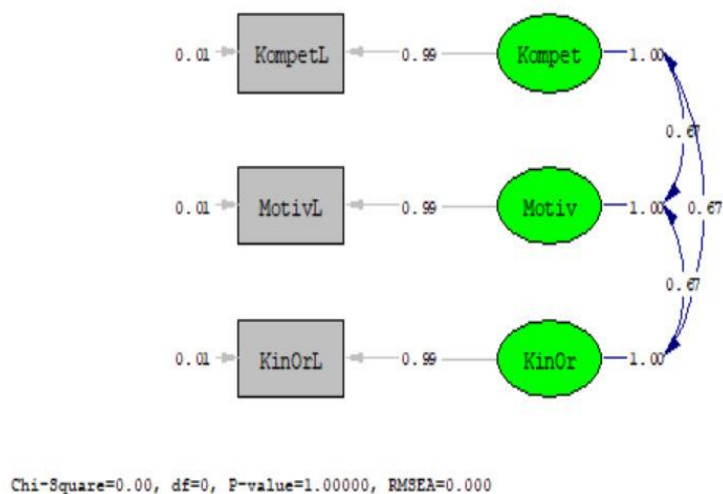 0.01 KompetL 0.99 Kompet 1.00
0.67
0.01 MotivL 0.99 Motiv 1.00 0.67
0.67
0.01 KinOrL 0.99 KinOr 1.00
Chi-Square=0.00, df=0, P-value=1.00000, RMSEA=0.000